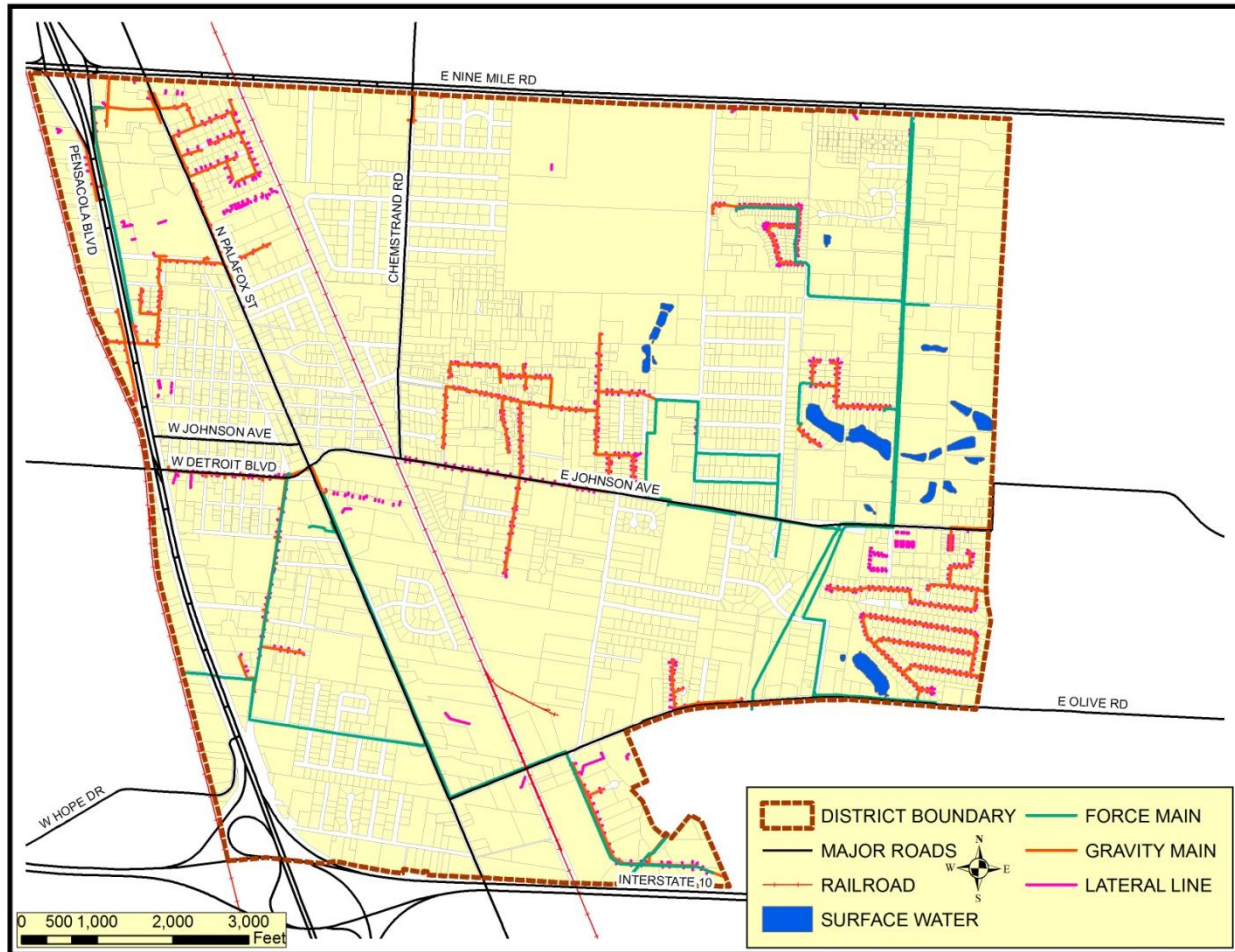 E NINE MILE RD
PENSACOLA BLVD
N PALAFOX ST
CHEMSTRAND RD
W JOHNSON AVE
W DETROIT BLVD
E JOHNSON AVE
E OLIVE RD
W HOPE DR
INTERSTATE 10
DISTRICT BOUNDARY
MAJOR ROADS
RAILROAD
SURFACE WATER
N
W
E
S
FORCE MAIN
GRAVITY MAIN
LATERAL LINE
0 500 1,000 2,000 3,000
Feet